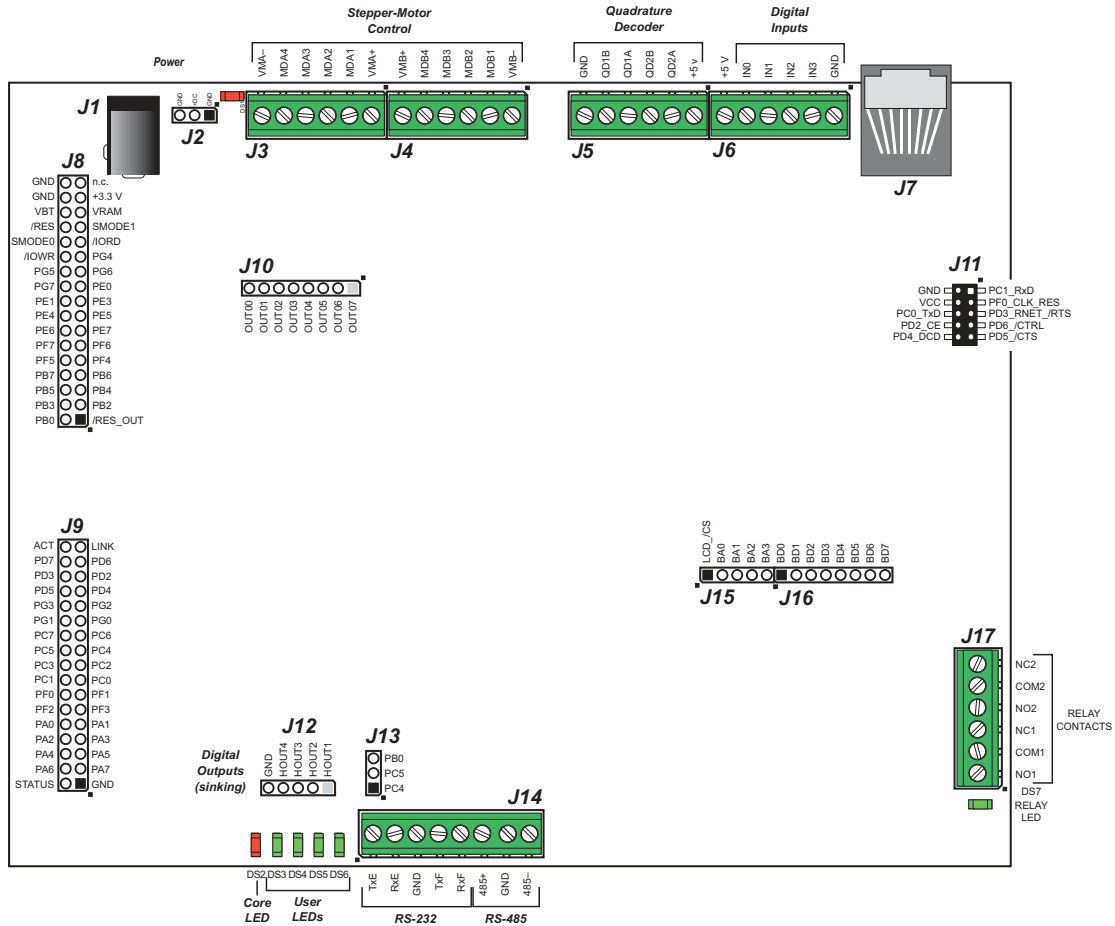 Stepper-Motor
Control
Quadrature
Decoder
Digital
Inputs
Power
VMA–
MDA4
MDA3
MDA2
MDA1
VMA+
VMB+
MDB4
MDB3
MDB2
MDB1
VMB–
GND
QD1B
QD1A
QD2B
QD2A
+5 v
+5 V
IN0
IN1
IN2
IN3
GND
J1
GND
GND
J2
J3
J4
J5
J6
J7
J8
GND n.c.
GND +3.3 V
VBT VRAM
/RES SMODE1
SMODE0 /IORD
/IOWR PG4
PG5 PG6
PG7 PE0
PE1 PE3
PE4 PE5
PE6 PE7
PF7 PF6
PF5 PF4
PB7 PB6
PB5 PB4
PB3 PB2
PB0 /RES_OUT
J10
OUT00
OUT01
OUT02
OUT03
OUT04
OUT05
OUT06
OUT07
J11
GND PC1_RxD
VCC PF0_CLK_RES
PC0_TxD PD3_RNET_/RTS
PD2_CE PD6_/CTRL
PD4_DCD PD5_/CTS
J9
ACT LINK
PD7 PD6
PD3 PD2
PD5 PD4
PG3 PG2
PG1 PG0
PC7 PC6
PC5 PC4
PC3 PC2
PC1 PC0
PF0 PF1
PF2 PF3
PA0 PA1
PA2 PA3
PA4 PA5
PA6 PA7
STATUS GND
LCD_/CS
BA0
BA1
BA2
BA3
BD0
BD1
BD2
BD3
BD4
BD5
BD6
BD7
J15
J16
J17
NC2
COM2
NO2
NC1
COM1
NO1
RELAY
CONTACTS
DS7
RELAY
LED
J12
Digital
Outputs
(sinking)
GND
HOUT4
HOUT3
HOUT2
HOUT1
J13
PB0
PC5
PC4
J14
DS2
DS3
DS4
DS5
DS6
Core
LED
User
LEDs
TxE
RxE
GND
TxF
RxF
485+
GND
485–
RS-232
RS-485